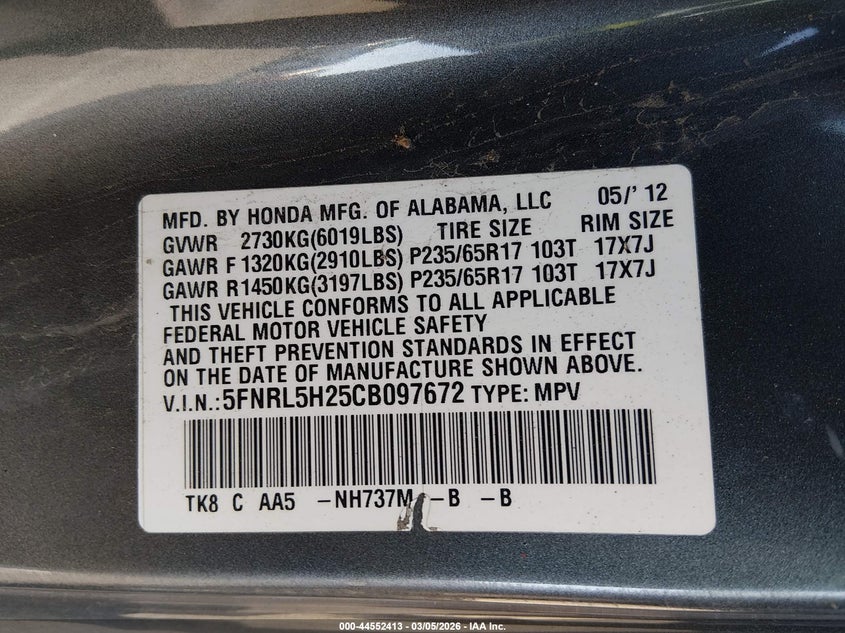 MFD. BY HONDA MFG. OF ALABAMA, LLC 05/' 12
GVWR 2730KG(6019LBS) TIRE SIZE RIM SIZE
GAWR F 1320KG(2910LBS) P235/65R17 103T 17X7J
GAWR R1450KG(3197LBS) P235/65R17 103T 17X7J
THIS VEHICLE CONFORMS TO ALL APPLICABLE
FEDERAL MOTOR VEHICLE SAFETY
AND THEFT PREVENTION STANDARDS IN EFFECT
ON THE DATE OF MANUFACTURE SHOWN ABOVE.
V.I.N.:5FNRL5H25CB097672 TYPE: MPV
TK8 C AA5 -NH737M -B -B
000-44552413 - 03/05/2026 - IAA Inc.